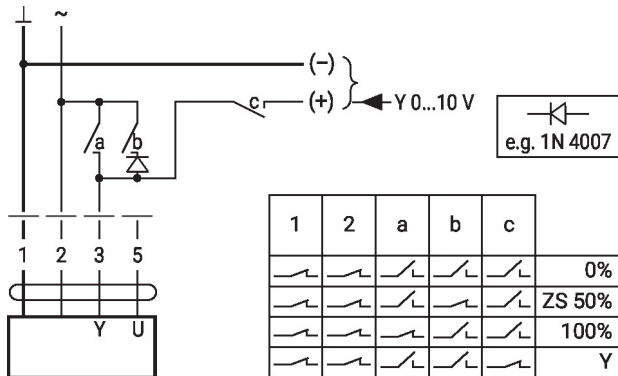 ⊥ ~
(–)
c (+) Y 0...10 V
a b
e.g. 1N 4007
1 2 3 5
Y U
1 2 a b c
0%
ZS 50%
100%
Y